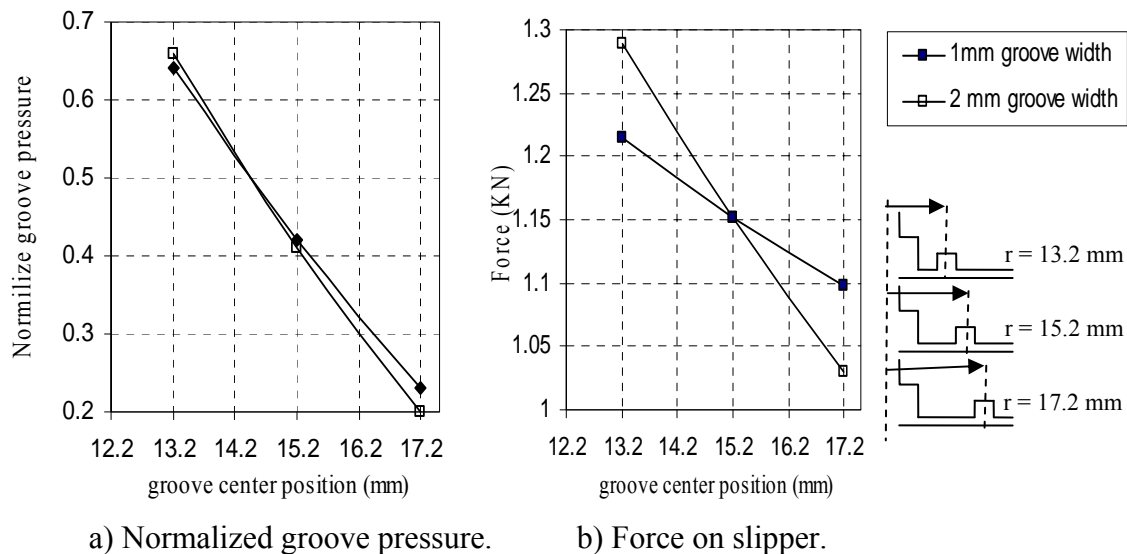 0.7
0.6
0.5
0.4
0.3
0.2
Normilize groove pressure
12.2 13.2 14.2 15.2 16.2 17.2
groove center position (mm)
a) Normalized groove pressure.
1.3
1.25
1.2
1.15
1.1
1.05
1
Force (KN)
12.2 13.2 14.2 15.2 16.2 17.2
groove center position (mm)
b) Force on slipper.
1mm groove width
2 mm groove width
r = 13.2 mm
r = 15.2 mm
r = 17.2 mm